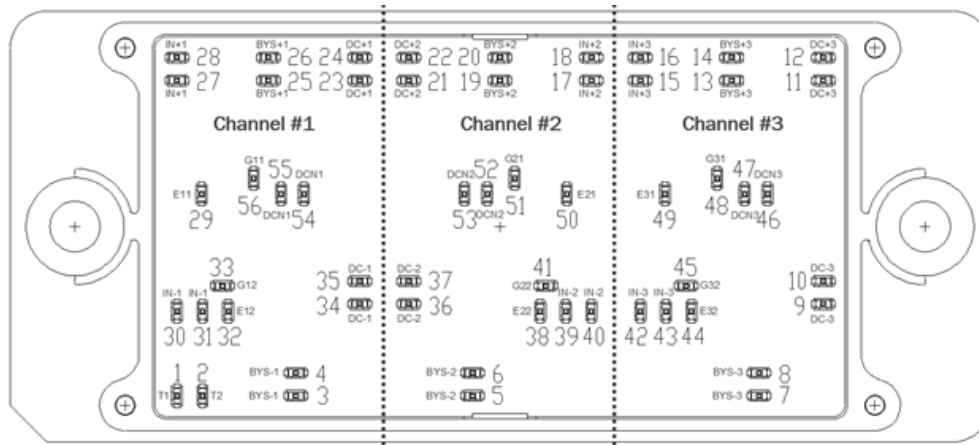 IN+1 BYS+1 DC+1 DC+2 BYS+2 IN+2 IN+3 BYS+3 DC+3
28 26 24 22 20 18 16 14 12
27 25 23 21 19 17 15 13 11
IN+1 BYS+1 DC+1 DC+2 BYS+2 IN+2 IN+3 BYS+3 DC+3
Channel #1 Channel #2 Channel #3
G11 55 DCN1 DCN2 52 G21 G31 47 DCN3
E11 E21 E31
29 56 DCN1 54 53 DCN2 51 50 49 48 DCN3 46
33 35 DC-1 DC-2 37 41 45 10 DC-3
G12 G22 G32
IN-1 IN-1 E12 34 DC-1 DC-2 36 E22 IN-2 IN-2 IN-3 IN-3 E32 9 DC-3
30 31 32 38 39 40 42 43 44
1 2 BYS-1 4 BYS-2 6 BYS-3 8
T1 T2 BYS-1 3 BYS-2 5 BYS-3 7